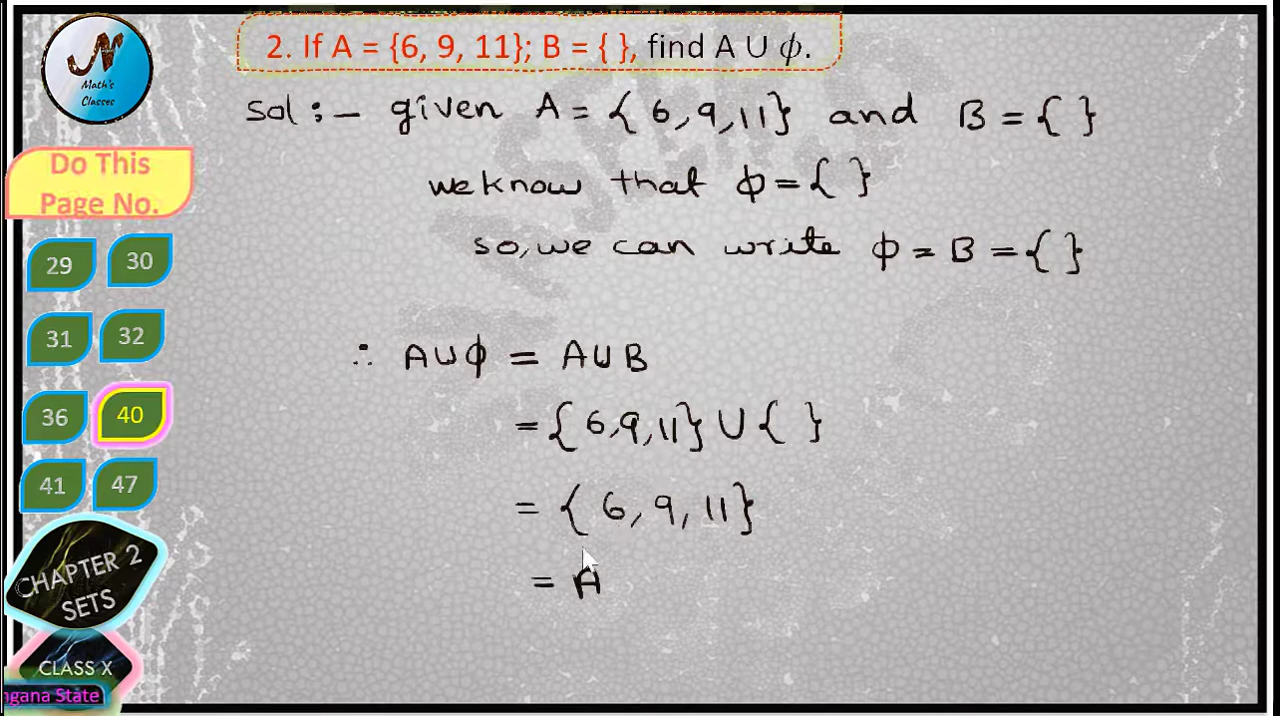 N
Math's
Classes
2. If A = {6, 9, 11}; B = { }, find A U ϕ.
Sol :- given A = { 6, 9, 11} and B = { }
we know that ϕ = { }
so, we can write ϕ = B = { }
∴ A∪ϕ = A∪B
= { 6, 9, 11} ∪ { }
= { 6, 9, 11}
= A
Do This
Page No.
29 30
31 32
36 40
41 47
CHAPTER 2
SETS
CLASS X
ngana State